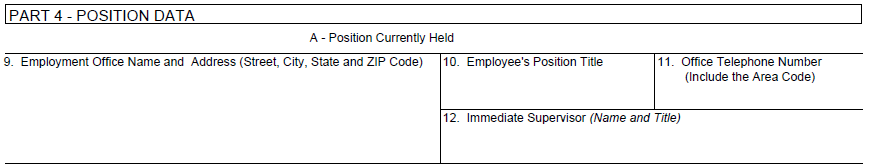 PART 4 - POSITION DATA
A - Position Currently Held
9. Employment Office Name and Address (Street, City, State and ZIP Code)
10. Employee's Position Title
11. Office Telephone Number
(Include the Area Code)
12. Immediate Supervisor (Name and Title)